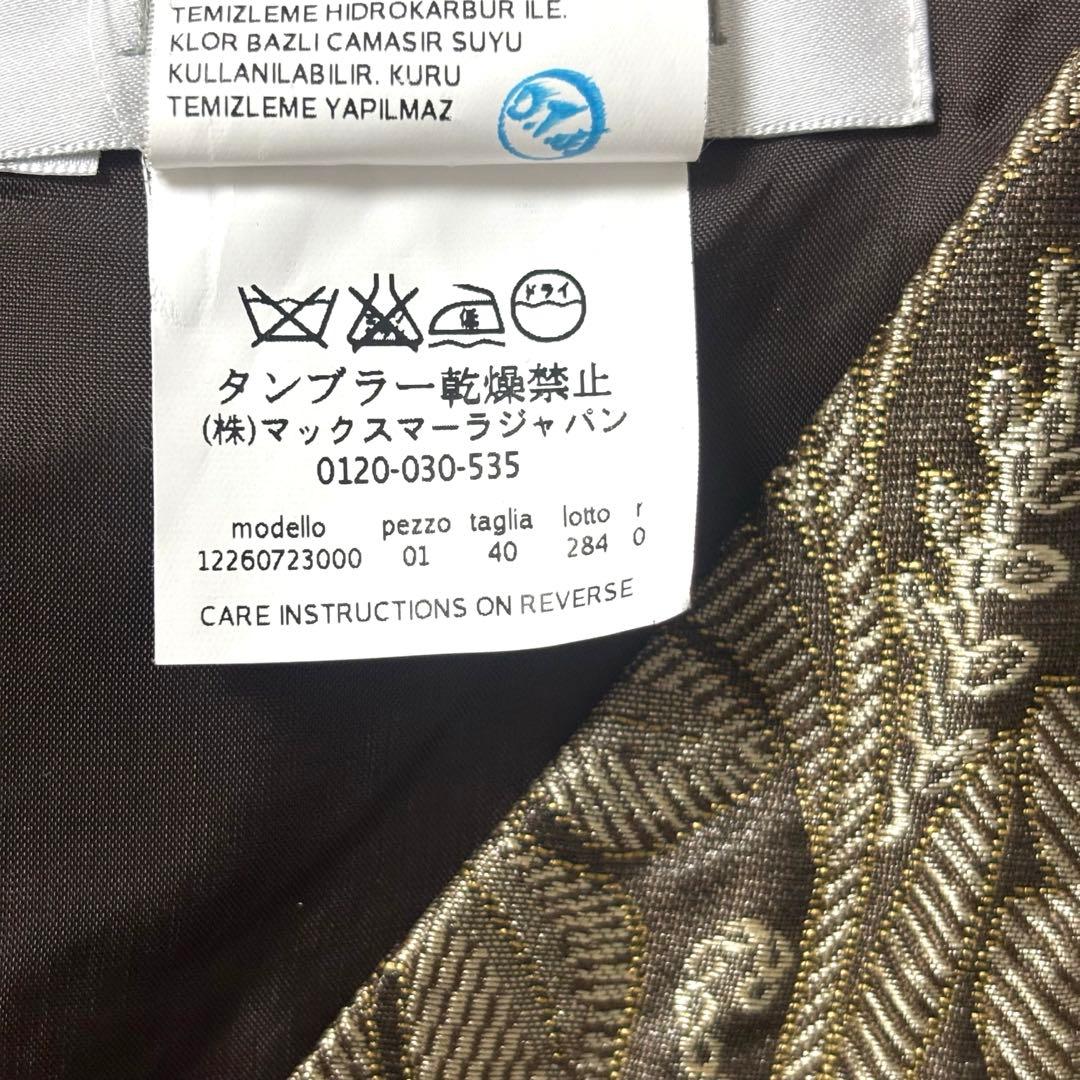 TEMIZLEME HIDROKARBUR ILE.
KLOR BAZLI CAMASIR SUYU
KULLANILABILIR. KURU
TEMIZLEME YAPILMAZ
低 ドライ
タンブラー乾燥禁止
(株)マックスマーラジャパン
0120-030-535
modello pezzo taglia lotto r
12260723000 01 40 284 0
CARE INSTRUCTIONS ON REVERSE